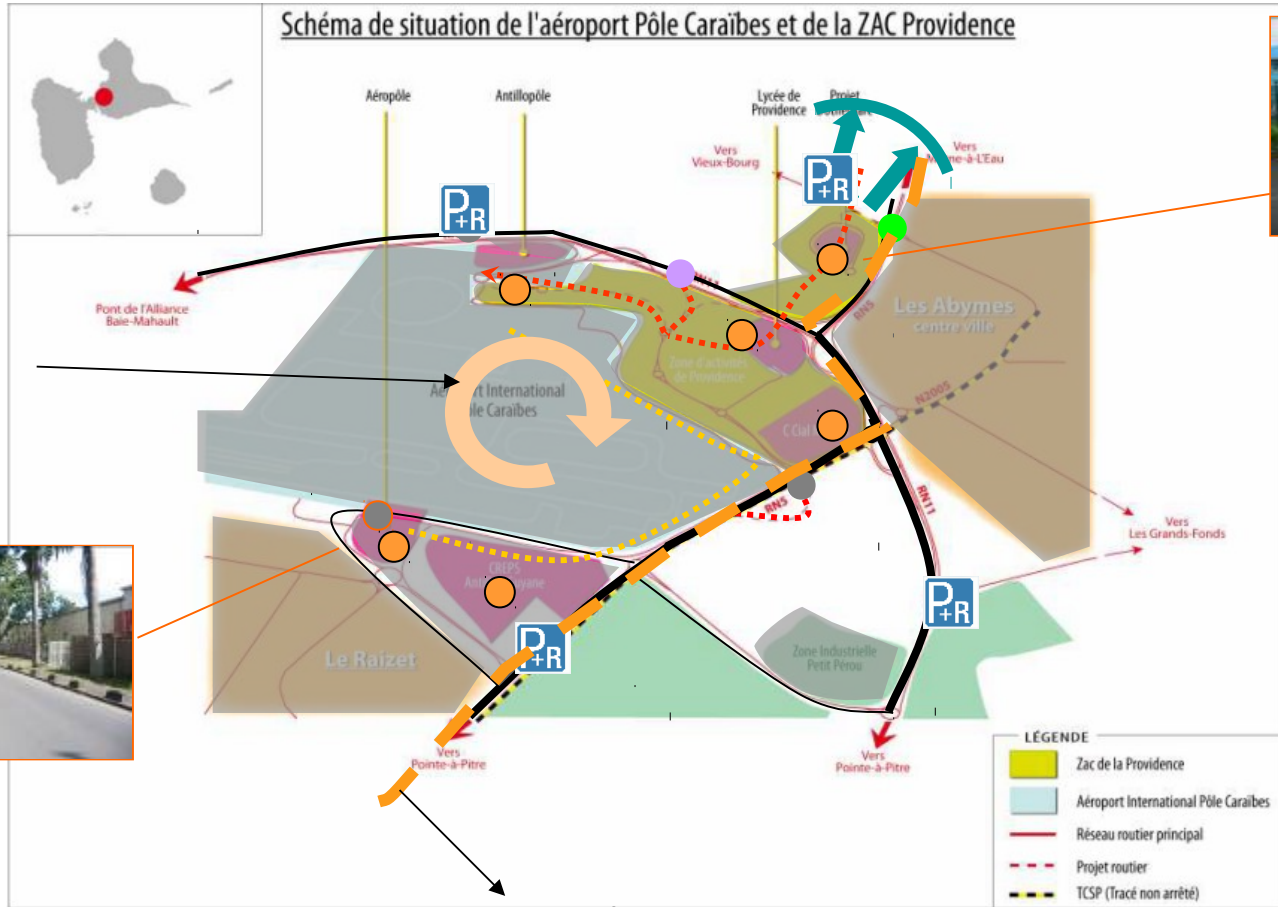 Schéma de situation de l'aéroport Pôle Caraïbes et de la ZAC Providence
Aéropôle
Antillopôle
Lycée de
Providence
Projet
Vers
Vieux-Bourg
Vers
P+R
P+R
Pont de l'Alliance
Baie-Mahault
Les Abymes
centre ville
RN5
Zone d'activités
de Providence
Aéroport International
Pôle Caraïbes
N2005
C Cial
RN5
RN11
Vers
Les Grands-Fonds
CREPS
P+R
P+R
Le Raizet
Zone Industrielle
Petit Pérou
Vers
Pointe-à-Pitre
Vers
Pointe-à-Pitre
LÉGENDE
Zac de la Providence
Aéroport International Pôle Caraïbes
Réseau routier principal
Projet routier
TCSP (Tracé non arrêté)